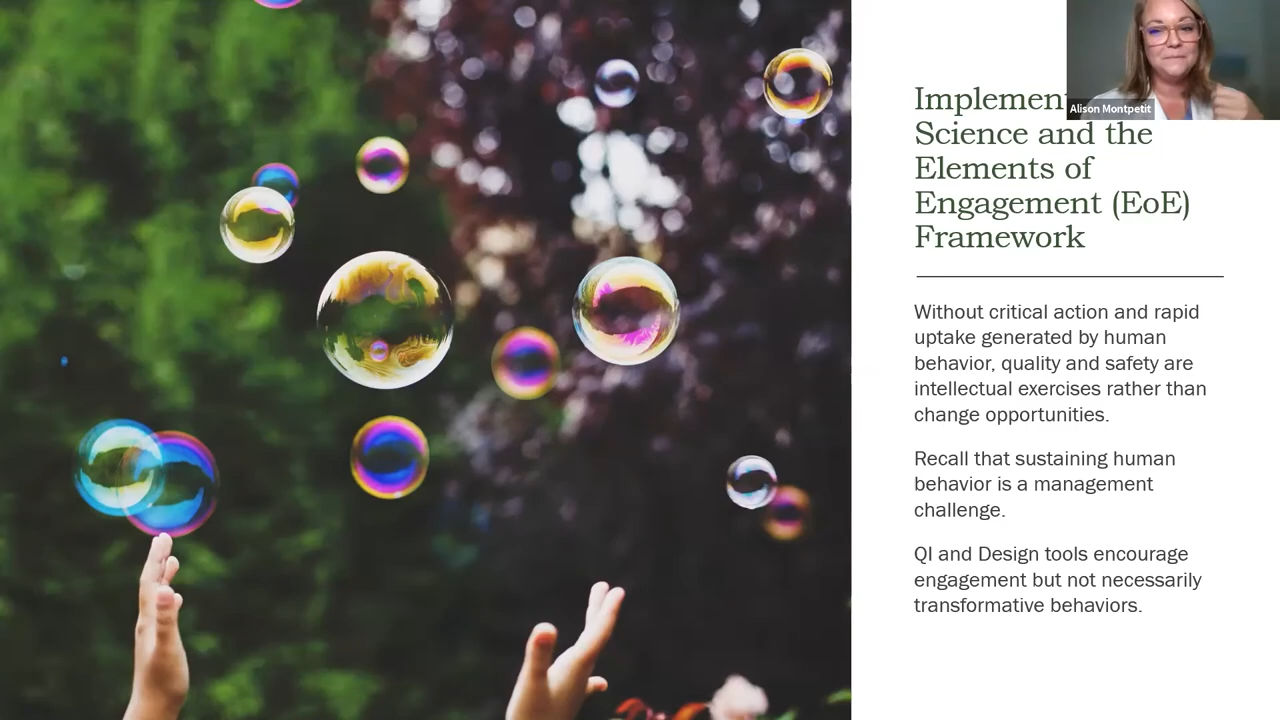 Alison Montpetit
Implemen
Science and the
Elements of
Engagement (EoE)
Framework
Without critical action and rapid
uptake generated by human
behavior, quality and safety are
intellectual exercises rather than
change opportunities.
Recall that sustaining human
behavior is a management
challenge.
QI and Design tools encourage
engagement but not necessarily
transformative behaviors.